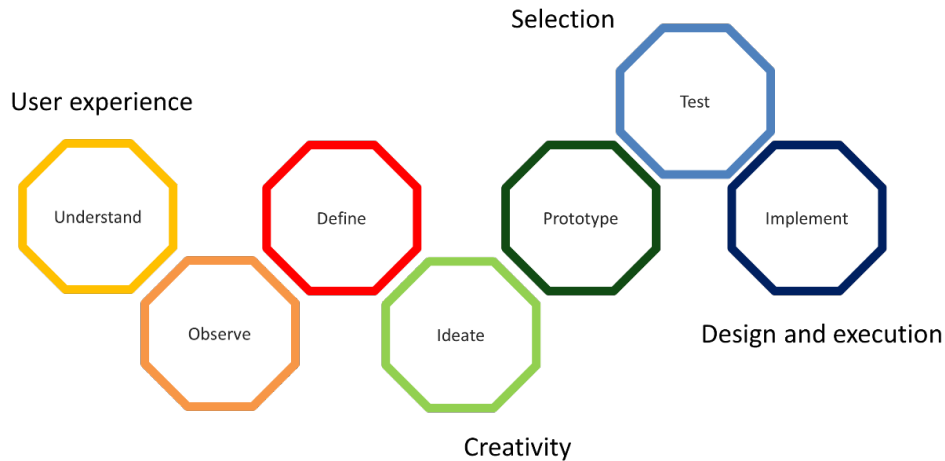 Selection
Test
User experience
Understand
Define
Prototype
Implement
Observe
Ideate
Design and execution
Creativity